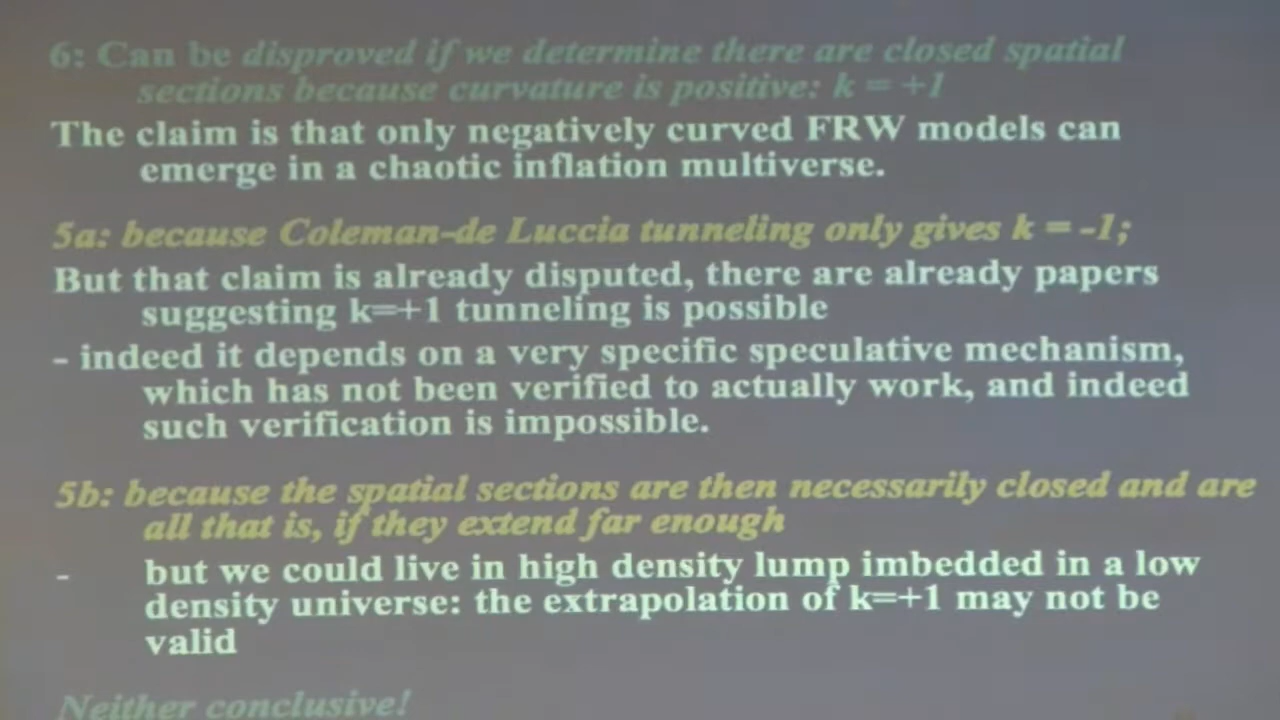 6: Can be disproved if we determine there are closed spatial
sections because curvature is positive: k = +1
The claim is that only negatively curved FRW models can
emerge in a chaotic inflation multiverse.
5a: because Coleman-de Luccia tunneling only gives k = -1;
But that claim is already disputed, there are already papers
suggesting k=+1 tunneling is possible
- indeed it depends on a very specific speculative mechanism,
which has not been verified to actually work, and indeed
such verification is impossible.
5b: because the spatial sections are then necessarily closed and are
all that is, if they extend far enough
- but we could live in high density lump imbedded in a low
density universe: the extrapolation of k=+1 may not be
valid
Neither conclusive!